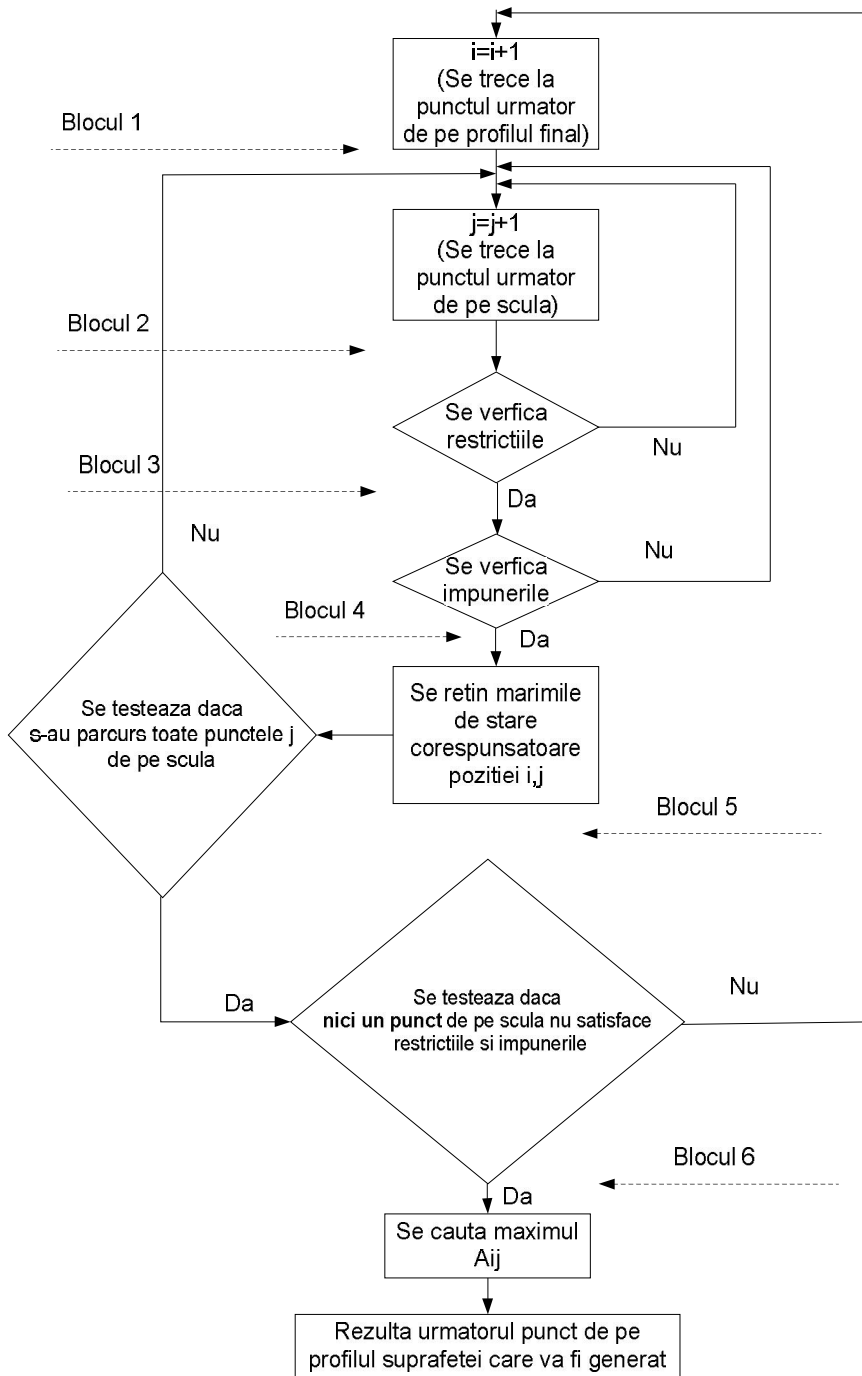 i=i+1
(Se trece la
punctul urmator
de pe profilul final)
Blocul 1
j=j+1
(Se trece la
punctul urmator
de pe scula)
Blocul 2
Se verfica
restrictiile
Nu
Blocul 3
Da
Nu
Nu
Se verfica
impunerile
Blocul 4
Da
Se retin marimile
de stare
corespunsatoare
pozitiei i,j
Se testeaza daca
s-au parcurs toate punctele j
de pe scula
Blocul 5
Da
Se testeaza daca
nici un punct de pe scula nu satisface
restrictiile si impunerile
Nu
Blocul 6
Da
Se cauta maximul
Aij
Rezulta urmatorul punct de pe
profilul suprafetei care va fi generat